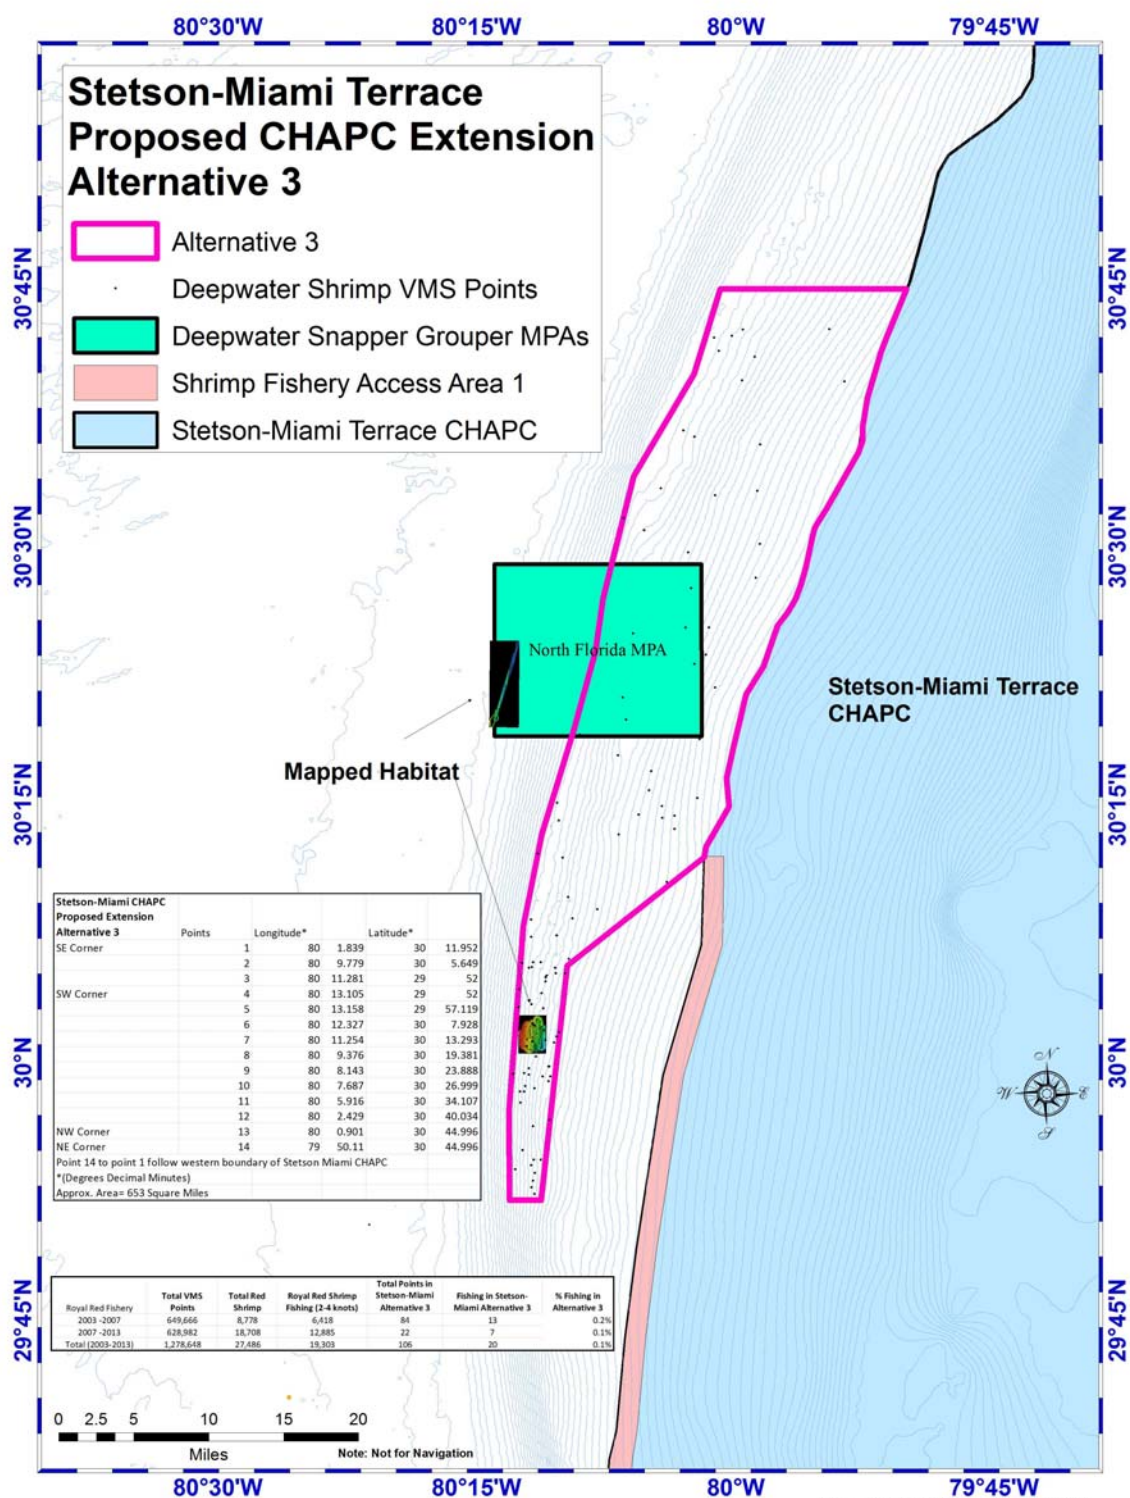 80°30'W 80°15'W 80°W 79°45'W
Stetson-Miami Terrace
Proposed CHAPC Extension
Alternative 3
Alternative 3
Deepwater Shrimp VMS Points
Deepwater Snapper Grouper MPAs
Shrimp Fishery Access Area 1
Stetson-Miami Terrace CHAPC
30°45'N 30°45'N
30°30'N 30°30'N
North Florida MPA
Stetson-Miami Terrace
CHAPC
Mapped Habitat
30°15'N 30°15'N
Stetson-Miami CHAPC
Proposed Extension
Alternative 3 Points Longitude* Latitude*
SE Corner 1 80 1.839 30 11.952
2 80 9.779 30 5.649
3 80 11.281 29 52
SW Corner 4 80 13.105 29 52
5 80 13.158 29 57.119
6 80 12.327 30 7.928
7 80 11.254 30 13.293
8 80 9.376 30 19.381
9 80 8.143 30 23.888
10 80 7.687 30 26.999
11 80 5.916 30 34.107
12 80 2.429 30 40.034
NW Corner 13 80 0.901 30 44.996
NE Corner 14 79 50.11 30 44.996
Point 14 to point 1 follow western boundary of Stetson Miami CHAPC
*(Degrees Decimal Minutes)
Approx. Area= 653 Square Miles
30°N 30°N
N
W E
S
Royal Red Fishery Total VMS Points Total Red Shrimp Royal Red Shrimp Fishing (2-4 knots) Total Points in Stetson-Miami Alternative 3 Fishing in Stetson-Miami Alternative 3 % Fishing in Alternative 3
2003 -2007 649,666 8,778 6,418 84 13 0.2%
2007 -2013 628,982 18,708 12,885 22 7 0.1%
Total (2003-2013) 1,278,648 27,486 19,303 106 20 0.1%
29°45'N 29°45'N
0 2.5 5 10 15 20
Miles
Note: Not for Navigation
80°30'W 80°15'W 80°W 79°45'W